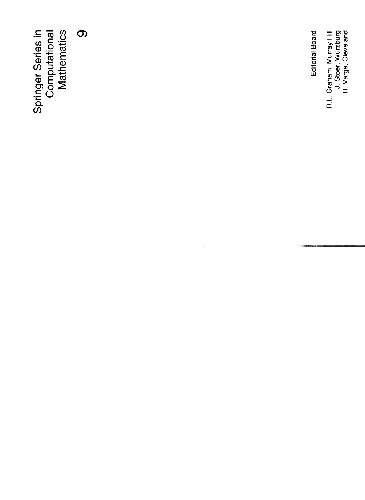 Springer Series in
Computational
Mathematics
9
Editorial Board
R.L. Graham, Murray Hill
J. Stoer, Würzburg
R. Varga, Cleveland